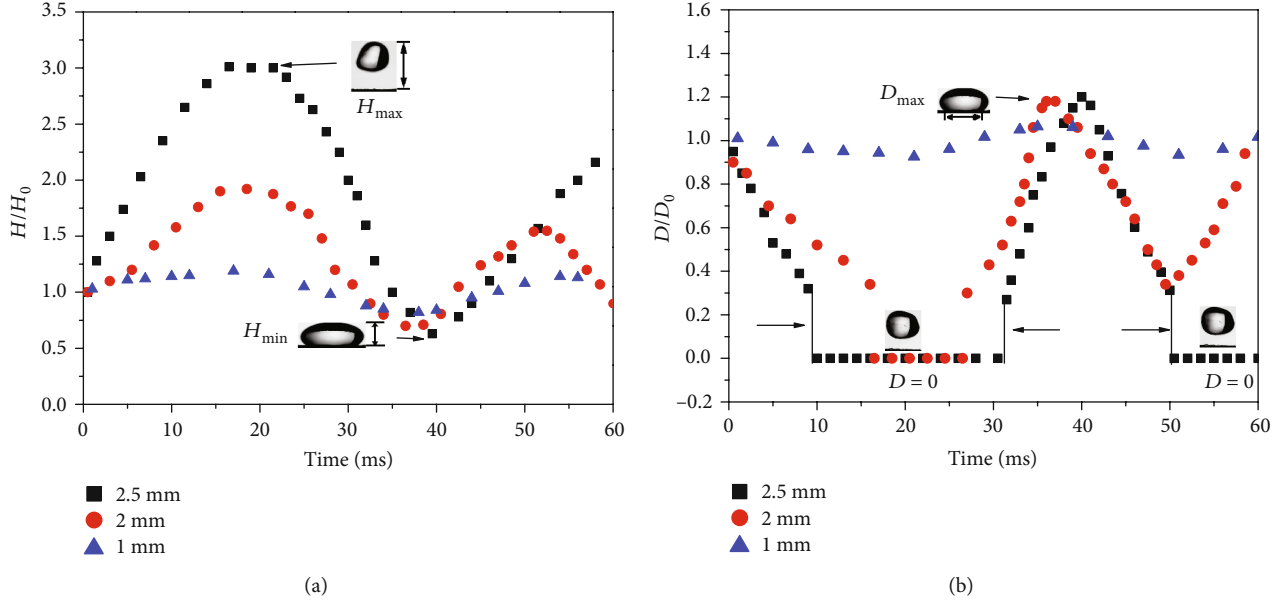 3.5
3.0
2.5
2.0
1.5
1.0
0.5
0.0
H/H0
Hmax
Hmin
0 10 20 30 40 50 60
Time (ms)
2.5 mm
2 mm
1 mm
(a)
1.6
1.4
1.2
1.0
0.8
0.6
0.4
0.2
0.0
–0.2
D/D0
Dmax
D = 0
D = 0
0 10 20 30 40 50 60
Time (ms)
2.5 mm
2 mm
1 mm
(b)